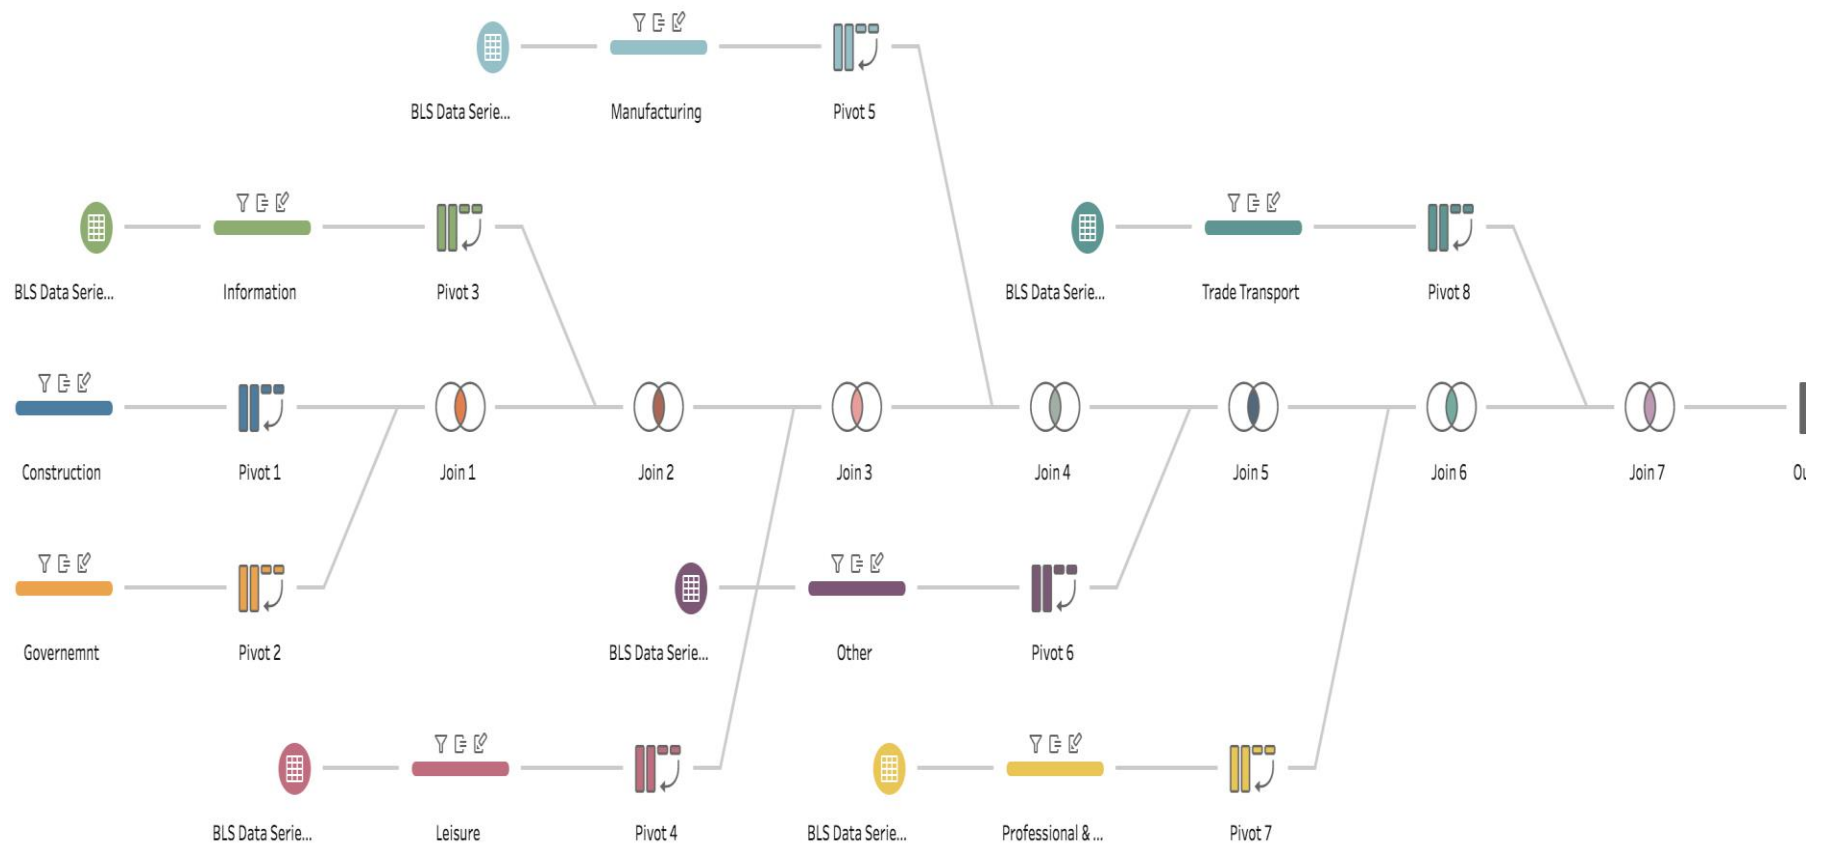 BLS Data Serie...
Manufacturing
Pivot 5
BLS Data Serie...
Information
Pivot 3
BLS Data Serie...
Trade Transport
Pivot 8
Construction
Pivot 1
Join 1
Join 2
Join 3
Join 4
Join 5
Join 6
Join 7
Governemnt
Pivot 2
BLS Data Serie...
Other
Pivot 6
BLS Data Serie...
Leisure
Pivot 4
BLS Data Serie...
Professional & ...
Pivot 7